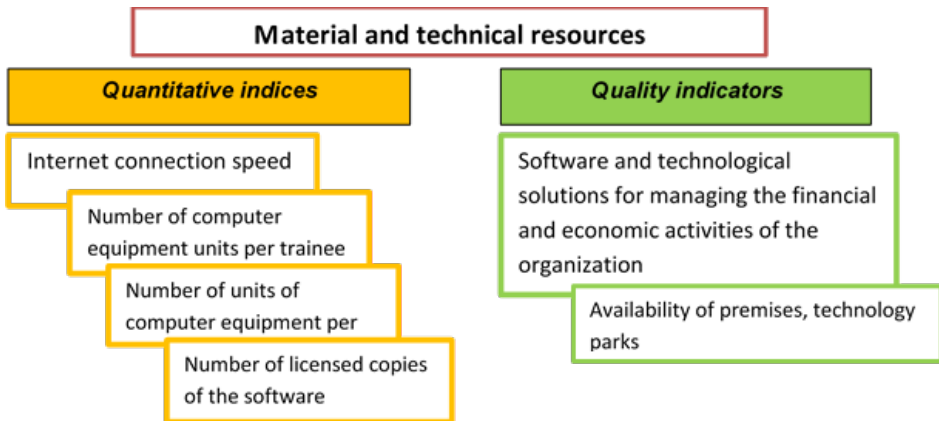 Material and technical resources
Quantitative indices
Internet connection speed
Number of computer
equipment units per trainee
Number of units of
computer equipment per
Number of licensed copies
of the software
Quality indicators
Software and technological
solutions for managing the financial
and economic activities of the
organization
Availability of premises, technology
parks